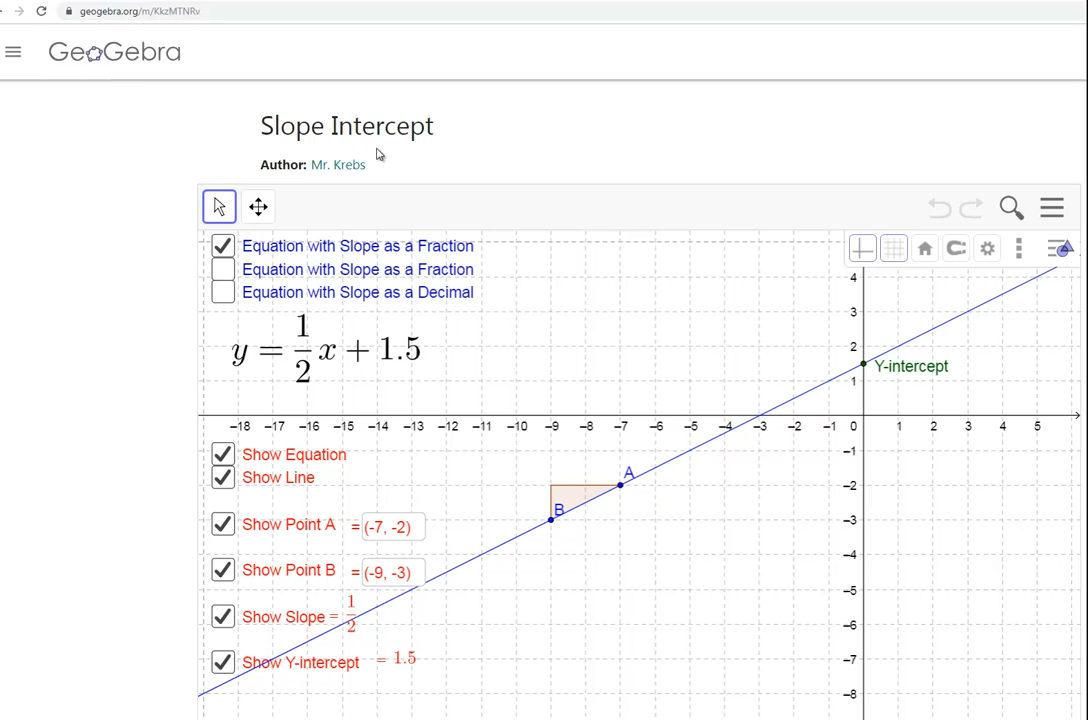 geogebra.org/m/KkzMTNRv
GeoGebra
Slope Intercept
Author: Mr. Krebs
Equation with Slope as a Fraction
Equation with Slope as a Fraction
Equation with Slope as a Decimal
y = 1/2 x + 1.5
4
3
2
Y-intercept
1
–18 –17 –16 –15 –14 –13 –12 –11 –10 –9 –8 –7 –6 –5 –4 –3 –2 –1 0 1 2 3 4 5
Show Equation
–1
A
Show Line
–2
B
Show Point A = (-7, -2)
–3
–4
Show Point B = (-9, -3)
–5
Show Slope = 1/2
–6
Show Y-intercept = 1.5
–7
–8